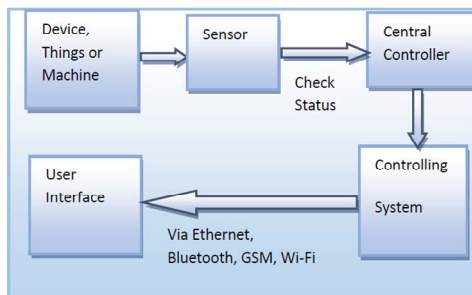 Device,
Things or
Machine
Sensor
Central
Controller
Check
Status
Controlling
System
User
Interface
Via Ethernet,
Bluetooth, GSM, Wi-Fi